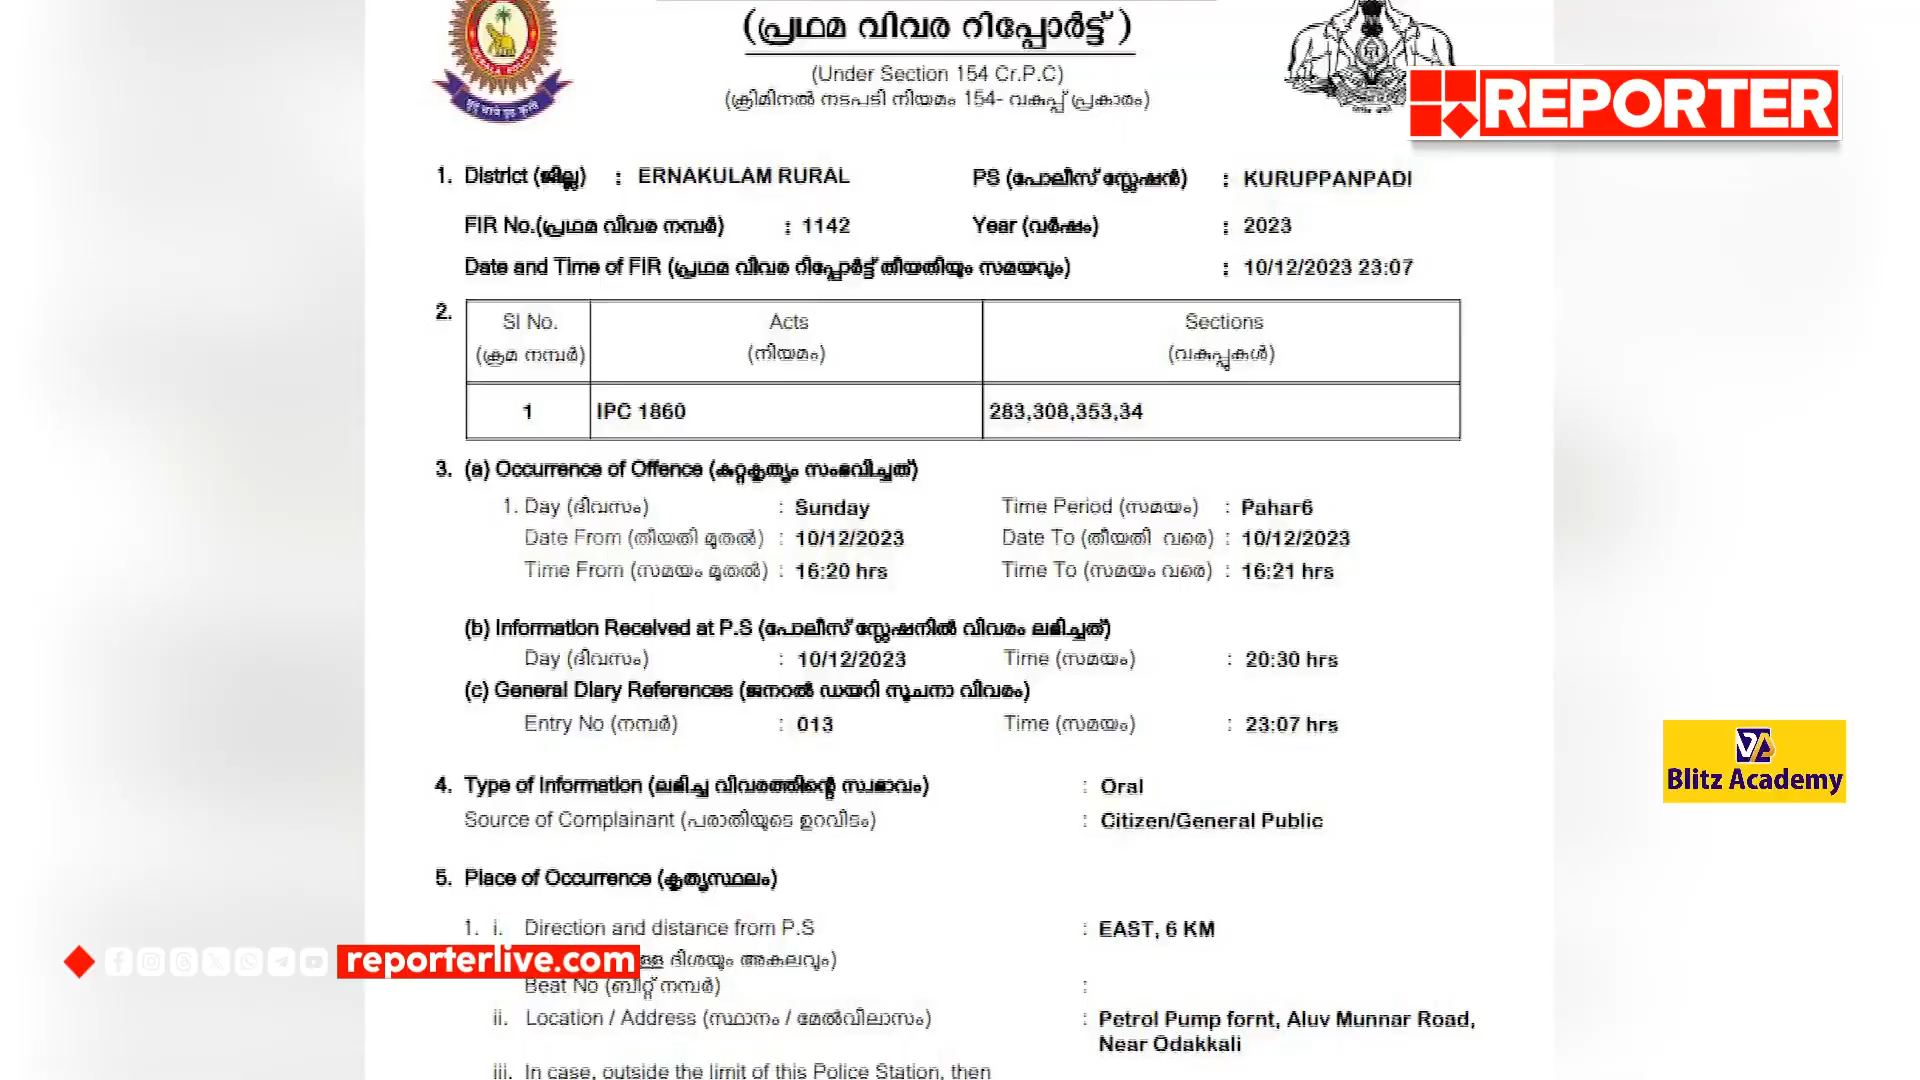 (പ്രഥമ വിവര റിപ്പോർട്ട് )
(Under Section 154 Cr.P.C)
(ക്രിമിനൽ നടപടി നിയമം 154- വകുപ്പ് പ്രകാരം)
KERALA POLICE
REPORTER
1. District (ജില്ല) : ERNAKULAM RURAL PS (പോലീസ് സ്റ്റേഷൻ) : KURUPPANPADI
FIR No.(പ്രഥമ വിവര നമ്പർ) : 1142 Year (വർഷം) : 2023
Date and Time of FIR (പ്രഥമ വിവര റിപ്പോർട്ട് തീയതിയും സമയവും) : 10/12/2023 23:07
2. Sl No. Acts Sections
(ക്രമ നമ്പർ) (നിയമം) (വകുപ്പുകൾ)
1 IPC 1860 283,308,353,34
3. (a) Occurrence of Offence (കുറ്റകൃത്യം സംഭവിച്ചത്)
1. Day (ദിവസം) : Sunday Time Period (സമയം) : Pahar6
Date From (തീയതി മുതൽ) : 10/12/2023 Date To (തീയതി വരെ) : 10/12/2023
Time From (സമയം മുതൽ) : 16:20 hrs Time To (സമയം വരെ) : 16:21 hrs
(b) Information Received at P.S (പോലീസ് സ്റ്റേഷനിൽ വിവരം ലഭിച്ചത്)
Day (ദിവസം) : 10/12/2023 Time (സമയം) : 20:30 hrs
(c) General Diary References (ജനറൽ ഡയറി സൂചനാ വിവരം)
Entry No (നമ്പർ) : 013 Time (സമയം) : 23:07 hrs
Blitz Academy
4. Type of Information (ലഭിച്ച വിവരത്തിന്റെ സ്വഭാവം) : Oral
Source of Complainant (പരാതിയുടെ ഉറവിടം) : Citizen/General Public
5. Place of Occurrence (കൃത്യസ്ഥലം)
1. i. Direction and distance from P.S : EAST, 6 KM
reporterlive.com
ദിശയും അകലവും)
Beat No (ബീറ്റ് നമ്പർ) :
ii. Location / Address (സ്ഥാനം / മേൽവിലാസം) : Petrol Pump fornt, Aluv Munnar Road,
Near Odakkali
iii. In case, outside the limit of this Police Station, then